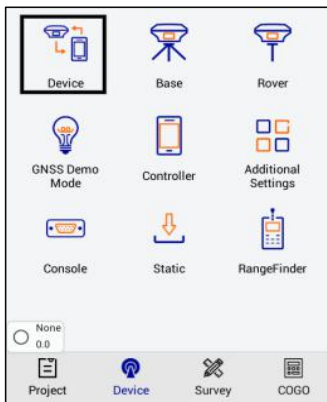 Device
Base
Rover
GNSS Demo
Mode
Controller
Additional
Settings
Console
Static
RangeFinder
None
0.0
Project
Device
Survey
COGO